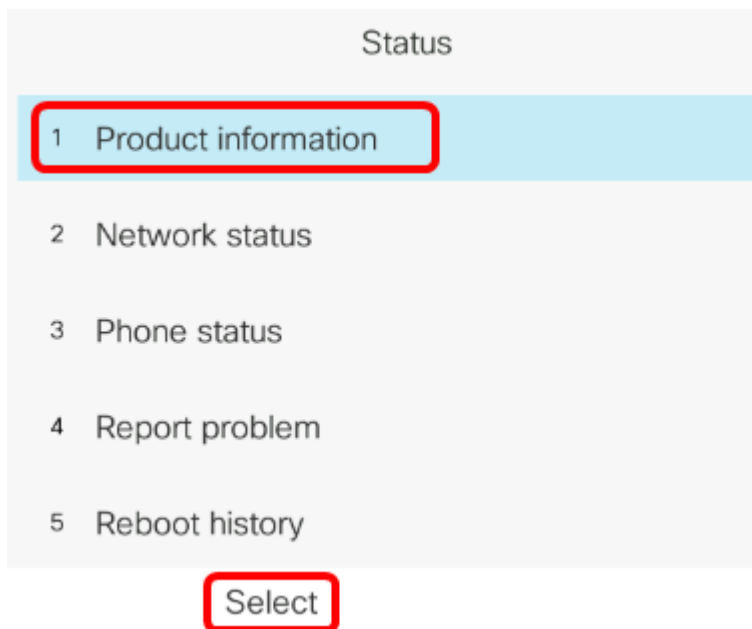 Status
1 Product information
2 Network status
3 Phone status
4 Report problem
5 Reboot history
Select